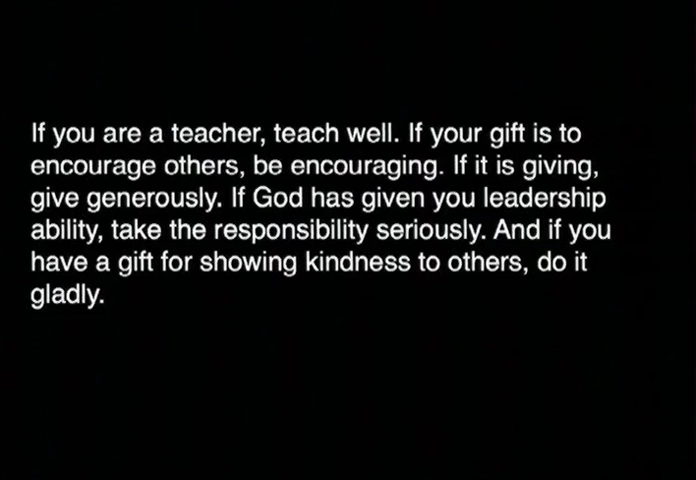 If you are a teacher, teach well. If your gift is to
encourage others, be encouraging. If it is giving,
give generously. If God has given you leadership
ability, take the responsibility seriously. And if you
have a gift for showing kindness to others, do it
gladly.